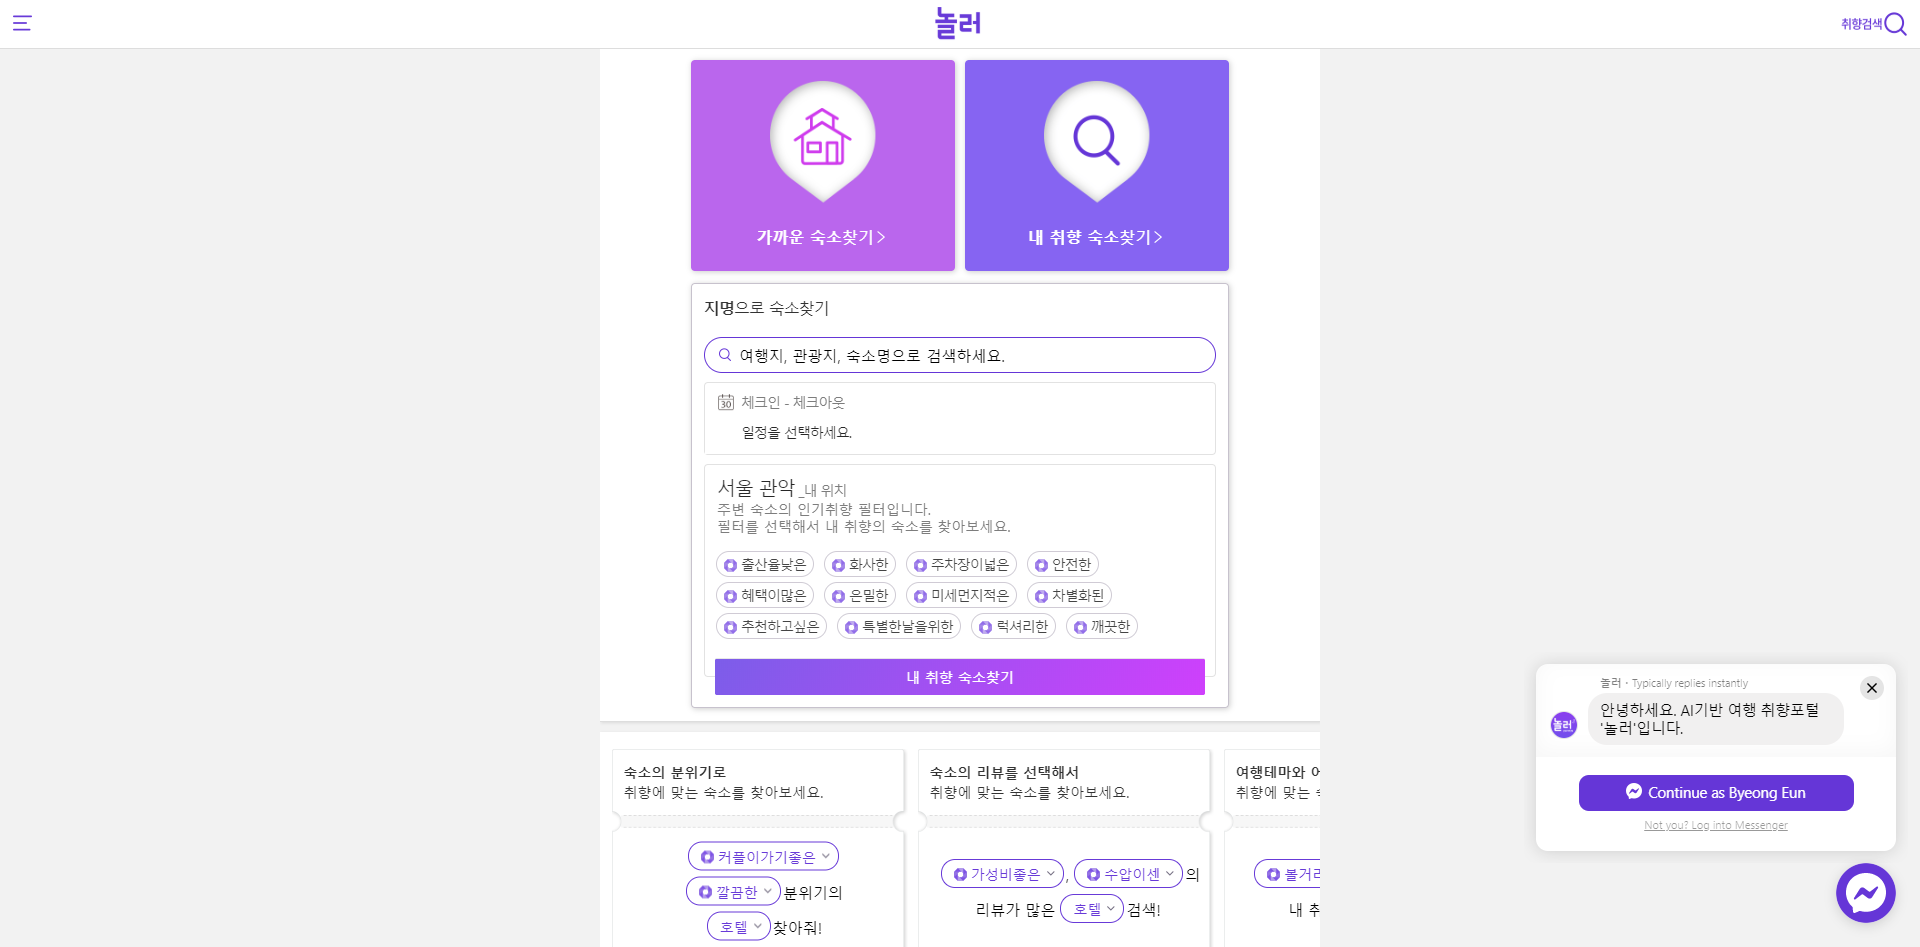 놀러
취향검색
가까운 숙소찾기
내 취향 숙소찾기
지명으로 숙소찾기
여행지, 관광지, 숙소명으로 검색하세요.
30 체크인 - 체크아웃
일정을 선택하세요.
서울 관악 _내 위치
주변 숙소의 인기취향 필터입니다.
필터를 선택해서 내 취향의 숙소를 찾아보세요.
출산율낮은 화사한 주차장이넓은 안전한
혜택이많은 은밀한 미세먼지적은 차별화된
추천하고싶은 특별한날을위한 럭셔리한 깨끗한
내 취향 숙소찾기
숙소의 분위기로
취향에 맞는 숙소를 찾아보세요.
커플이가기좋은
깔끔한 분위기의
호텔 찾아줘!
숙소의 리뷰를 선택해서
취향에 맞는 숙소를 찾아보세요.
가성비좋은 , 수압이센 의
리뷰가 많은 호텔 검색!
여행테마와
취향에 맞는
볼거리
내 취
놀러 • Typically replies instantly
놀러
안녕하세요. AI기반 여행 취향포털
'놀러'입니다.
Continue as Byeong Eun
Not you? Log into Messenger